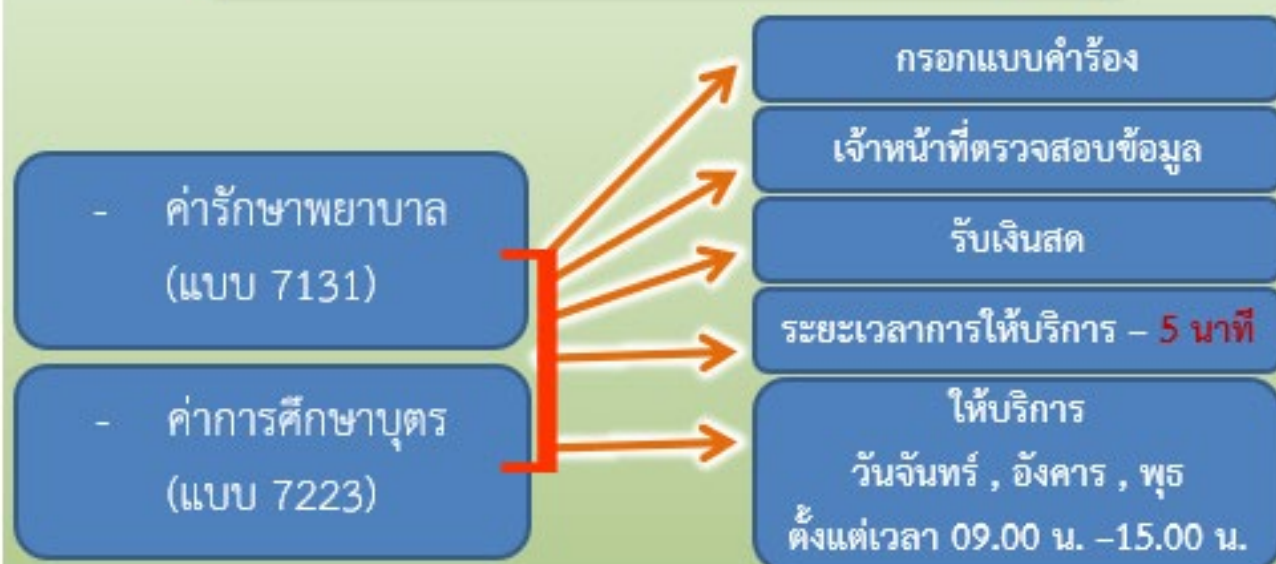 - ค่ารักษาพยาบาล
(แบบ 7131)
- ค่าการศึกษาบุตร
(แบบ 7223)
กรอกแบบคำร้อง
เจ้าหน้าที่ตรวจสอบข้อมูล
รับเงินสด
ระยะเวลาการให้บริการ – 5 นาที
ให้บริการ
วันจันทร์ , อังคาร , พุธ
ตั้งแต่เวลา 09.00 น. –15.00 น.